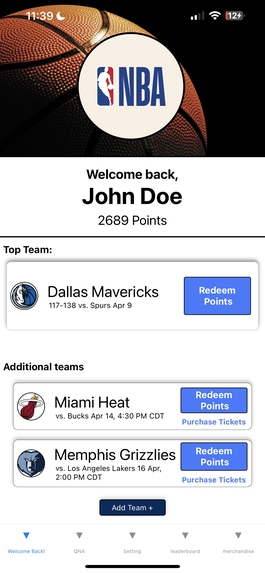 11:39
12
NBA
Welcome back,
John Doe
2689 Points
Top Team:
Dallas Mavericks
117-138 vs. Spurs Apr 9
Redeem
Points
Additional teams
Miami Heat
vs. Bucks Apr 14, 4:30 PM CDT
Redeem
Points
Purchase Tickets
Memphis Grizzlies
vs. Los Angeles Lakers 16 Apr,
2:00 PM CDT
Redeem
Points
Purchase Tickets
Add Team +
Welcome Back!
QNA
betting
leaderboard
merchandise